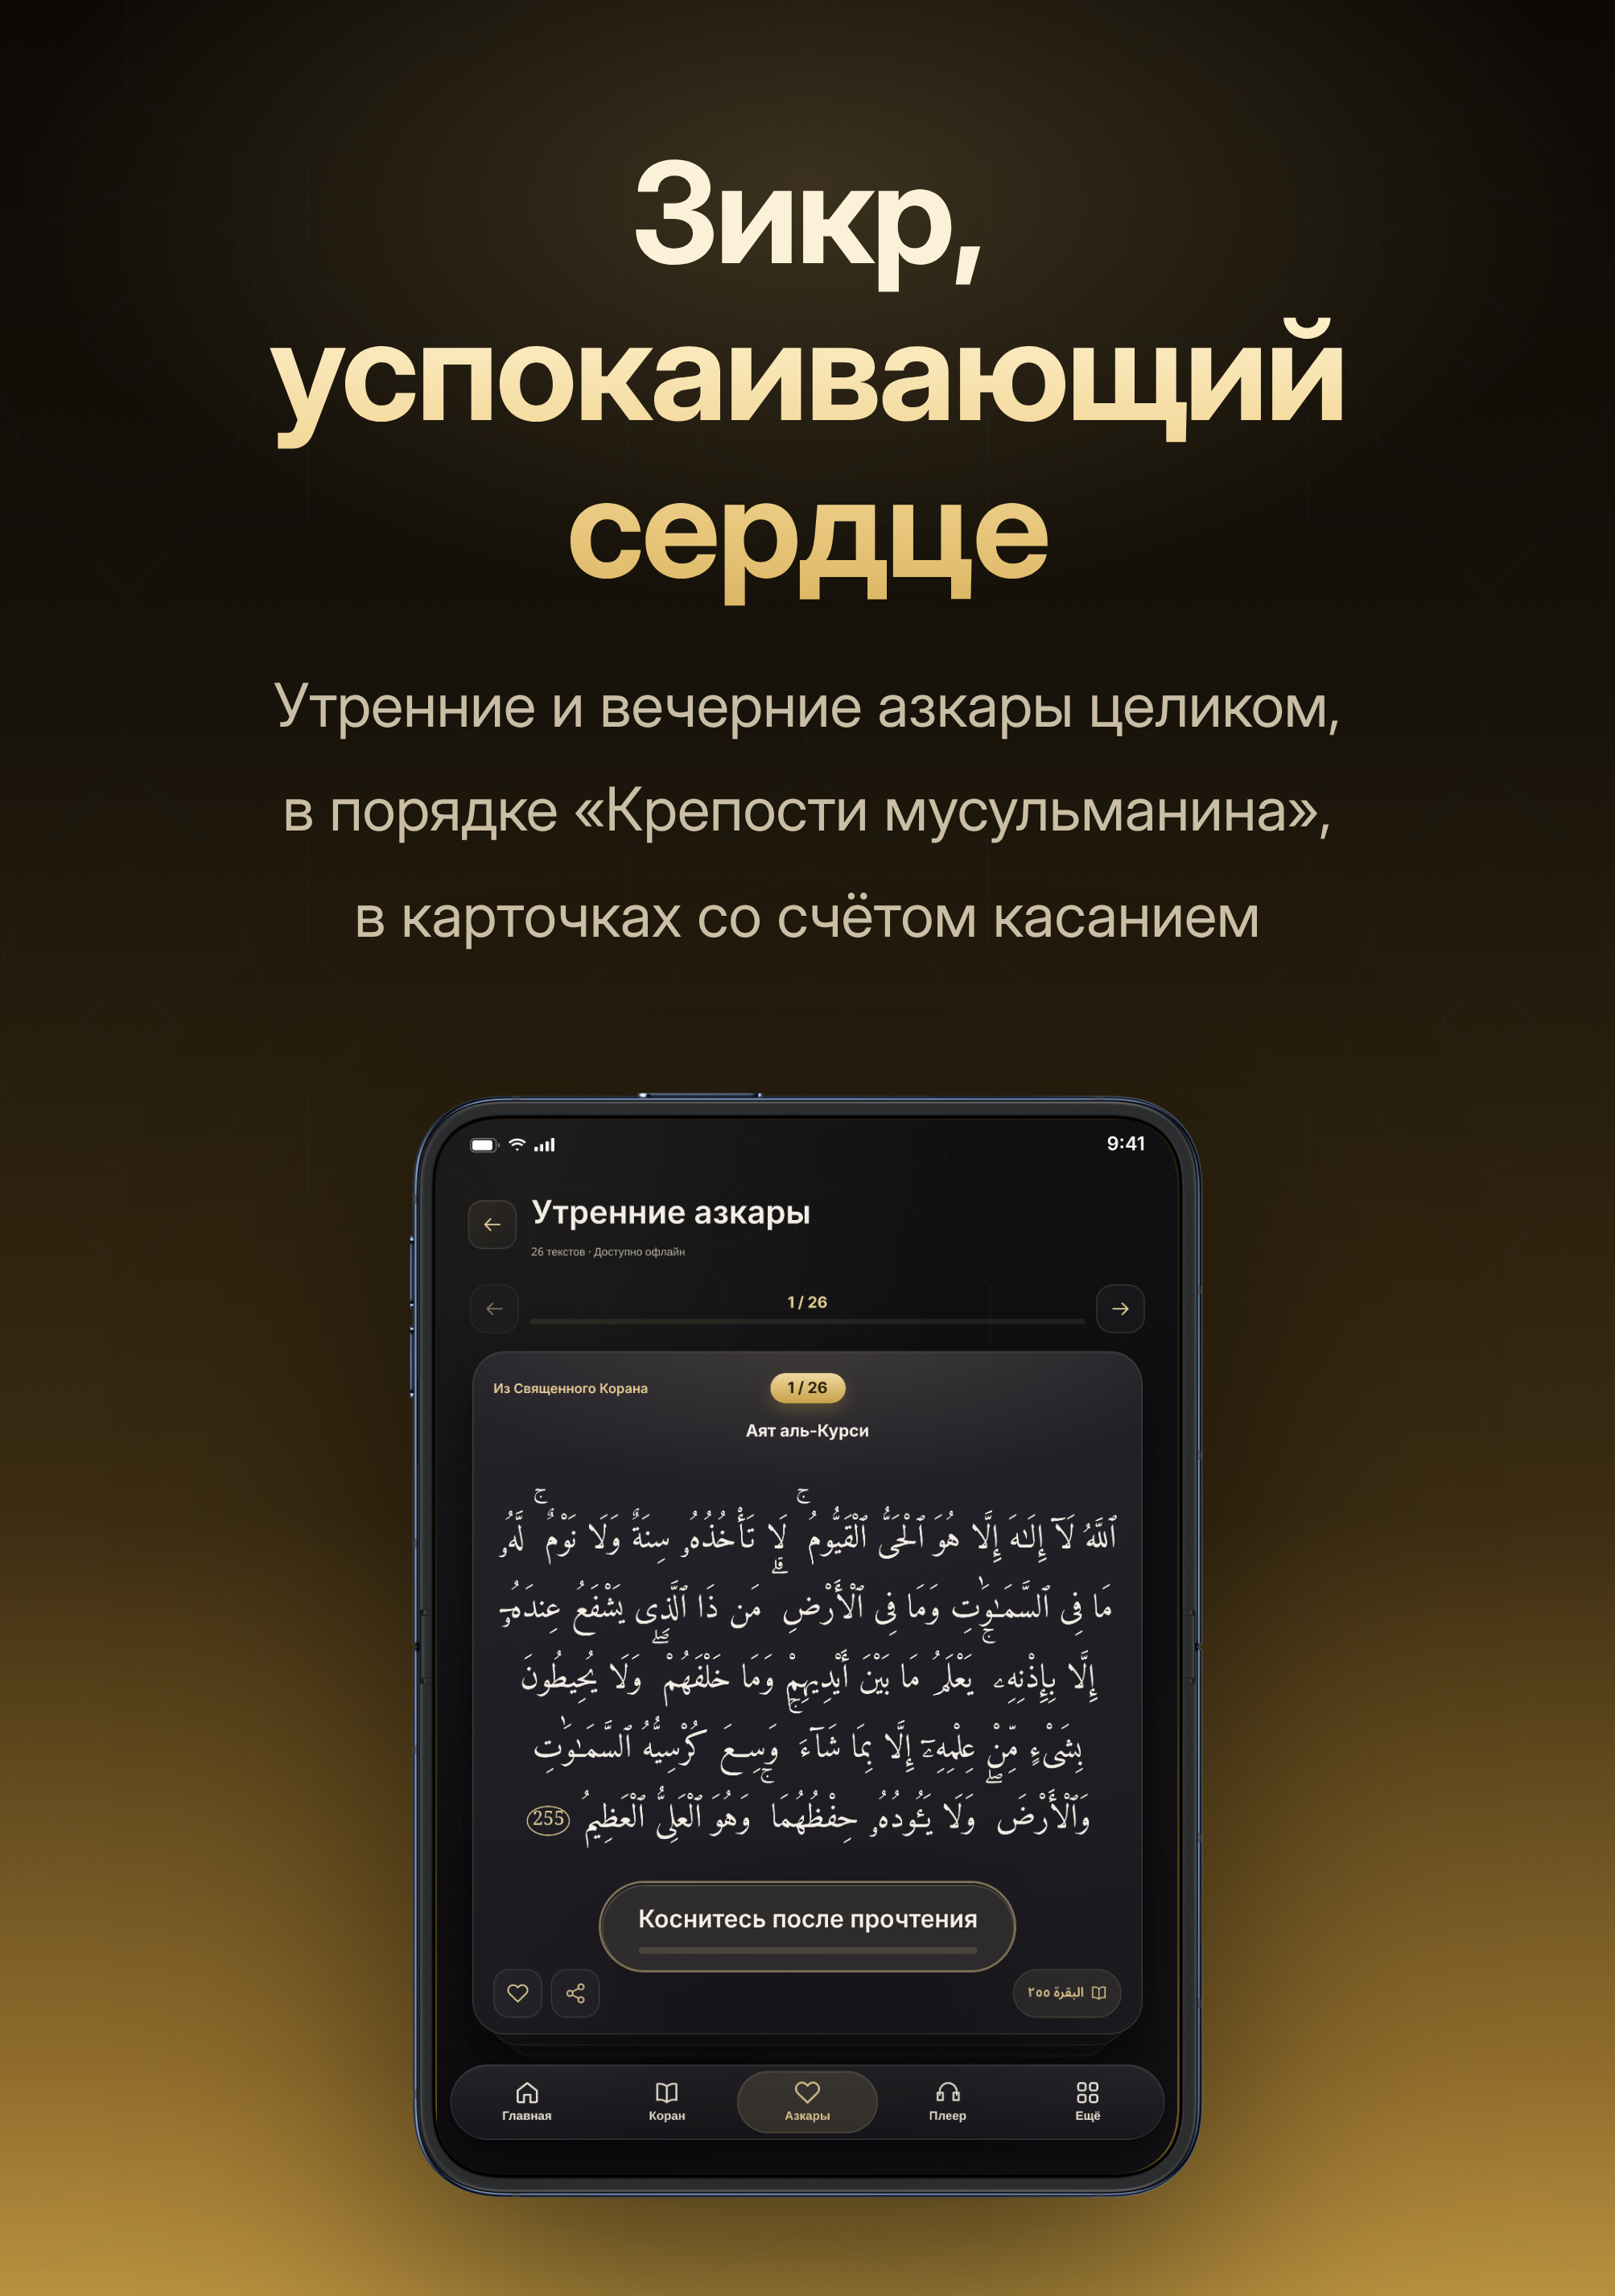 Зикр,
успокаивающий
сердце
Утренние и вечерние азкары целиком,
в порядке «Крепости мусульманина»,
в карточках со счётом касанием
9:41
Утренние азкары
26 текстов · Доступно офлайн
1 / 26
Из Священного Корана
1 / 26
Аят аль-Курси
ٱللَّهُ لَآ إِلَـٰهَ إِلَّا هُوَ ٱلْحَىُّ ٱلْقَيُّومُ ۚ لَا تَأْخُذُهُۥ سِنَةٌ وَلَا نَوْمٌ ۚ لَّهُۥ
مَا فِى ٱلسَّمَـٰوَٰتِ وَمَا فِى ٱلْأَرْضِ ۗ مَن ذَا ٱلَّذِى يَشْفَعُ عِندَهُۥٓ
إِلَّا بِإِذْنِهِۦ ۚ يَعْلَمُ مَا بَيْنَ أَيْدِيهِمْ وَمَا خَلْفَهُمْ ۖ وَلَا يُحِيطُونَ
بِشَىْءٍ مِّنْ عِلْمِهِۦٓ إِلَّا بِمَا شَآءَ ۚ وَسِعَ كُرْسِيُّهُ ٱلسَّمَـٰوَٰتِ
وَٱلْأَرْضَ ۖ وَلَا يَـُٔودُهُۥ حِفْظُهُمَا ۚ وَهُوَ ٱلْعَلِىُّ ٱلْعَظِيمُ 255
Коснитесь после прочтения
البقرة ٢٥٥
Главная
Коран
Азкары
Плеер
Ещё